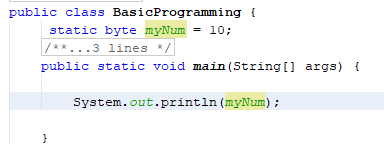 public class BasicProgramming {
static byte myNum = 10;
/**...3 lines */
public static void main(String[] args) {
System.out.println(myNum);
}